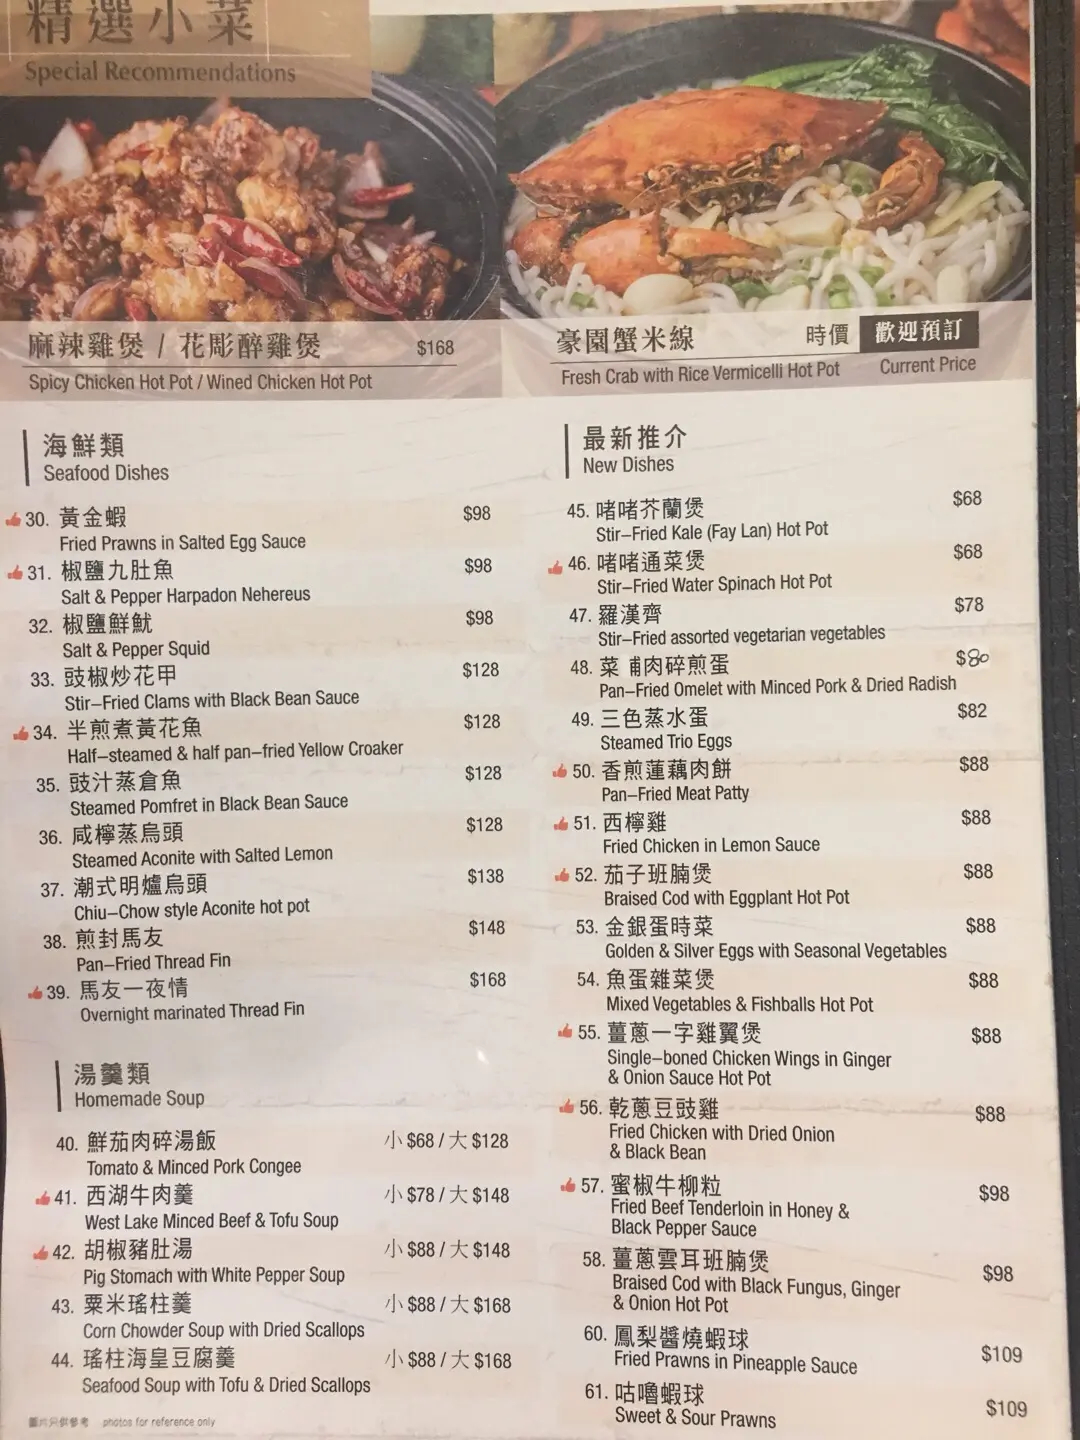 精選小菜
Special Recommendations
麻辣雞煲 / 花彫醉雞煲 $168
Spicy Chicken Hot Pot / Wined Chicken Hot Pot
豪園蟹米線 時價 歡迎預訂
Fresh Crab with Rice Vermicelli Hot Pot Current Price
海鮮類
Seafood Dishes
30. 黃金蝦 $98
Fried Prawns in Salted Egg Sauce
31. 椒鹽九肚魚 $98
Salt & Pepper Harpadon Nehereus
32. 椒鹽鮮魷 $98
Salt & Pepper Squid
33. 豉椒炒花甲 $128
Stir-Fried Clams with Black Bean Sauce
34. 半煎煮黃花魚 $128
Half-steamed & half pan-fried Yellow Croaker
35. 豉汁蒸倉魚 $128
Steamed Pomfret in Black Bean Sauce
36. 咸檸蒸烏頭 $128
Steamed Aconite with Salted Lemon
37. 潮式明爐烏頭 $138
Chiu-Chow style Aconite hot pot
38. 煎封馬友 $148
Pan-Fried Thread Fin
39. 馬友一夜情 $168
Overnight marinated Thread Fin
湯羹類
Homemade Soup
40. 鮮茄肉碎湯飯 小 $68 / 大 $128
Tomato & Minced Pork Congee
41. 西湖牛肉羹 小 $78 / 大 $148
West Lake Minced Beef & Tofu Soup
42. 胡椒豬肚湯 小 $88 / 大 $148
Pig Stomach with White Pepper Soup
43. 粟米瑤柱羹 小 $88 / 大 $168
Corn Chowder Soup with Dried Scallops
44. 瑤柱海皇豆腐羹 小 $88 / 大 $168
Seafood Soup with Tofu & Dried Scallops
圖片只供參考 photos for reference only
最新推介
New Dishes
45. 啫啫芥蘭煲 $68
Stir-Fried Kale (Fay Lan) Hot Pot
46. 啫啫通菜煲 $68
Stir-Fried Water Spinach Hot Pot
47. 羅漢齊 $78
Stir-Fried assorted vegetarian vegetables
48. 菜 甫肉碎煎蛋 $80
Pan-Fried Omelet with Minced Pork & Dried Radish
49. 三色蒸水蛋 $82
Steamed Trio Eggs
50. 香煎蓮藕肉餅 $88
Pan-Fried Meat Patty
51. 西檸雞 $88
Fried Chicken in Lemon Sauce
52. 茄子班腩煲 $88
Braised Cod with Eggplant Hot Pot
53. 金銀蛋時菜 $88
Golden & Silver Eggs with Seasonal Vegetables
54. 魚蛋雜菜煲 $88
Mixed Vegetables & Fishballs Hot Pot
55. 薑蔥一字雞翼煲 $88
Single-boned Chicken Wings in Ginger
& Onion Sauce Hot Pot
56. 乾蔥豆豉雞 $88
Fried Chicken with Dried Onion
& Black Bean
57. 蜜椒牛柳粒 $98
Fried Beef Tenderloin in Honey &
Black Pepper Sauce
58. 薑蔥雲耳班腩煲 $98
Braised Cod with Black Fungus, Ginger
& Onion Hot Pot
60. 鳳梨醬燒蝦球 $109
Fried Prawns in Pineapple Sauce
61. 咕嚕蝦球 $109
Sweet & Sour Prawns